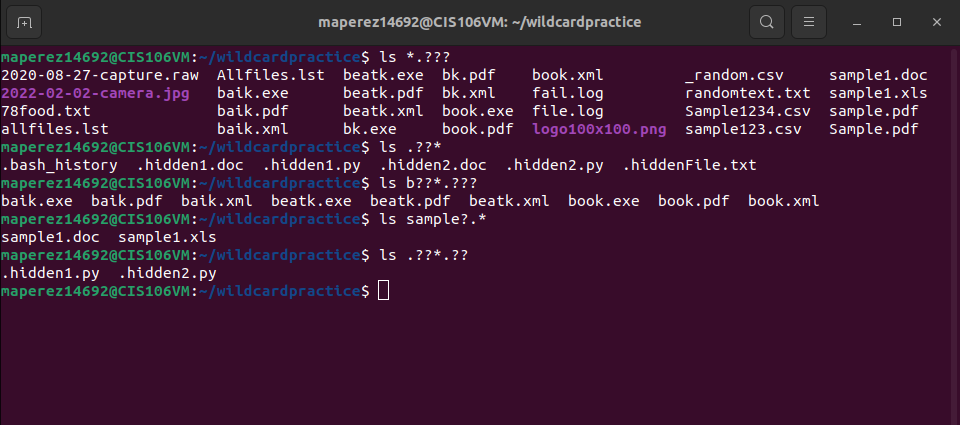 maperez14692@CIS106VM: ~/wildcardpractice
maperez14692@CIS106VM:~/wildcardpractice$ ls *.???
2020-08-27-capture.raw Allfiles.lst beatk.exe bk.pdf book.xml _random.csv sample1.doc
2022-02-02-camera.jpg baik.exe beatk.pdf bk.xml fail.log randomtext.txt sample1.xls
78food.txt baik.pdf beatk.xml book.exe file.log Sample1234.csv sample.pdf
allfiles.lst baik.xml bk.exe book.pdf logo100x100.png sample123.csv Sample.pdf
maperez14692@CIS106VM:~/wildcardpractice$ ls .??*
.bash_history .hidden1.doc .hidden1.py .hidden2.doc .hidden2.py .hiddenFile.txt
maperez14692@CIS106VM:~/wildcardpractice$ ls b??*.???
baik.exe baik.pdf baik.xml beatk.exe beatk.pdf beatk.xml book.exe book.pdf book.xml
maperez14692@CIS106VM:~/wildcardpractice$ ls sample?.*
sample1.doc sample1.xls
maperez14692@CIS106VM:~/wildcardpractice$ ls .??*.??
.hidden1.py .hidden2.py
maperez14692@CIS106VM:~/wildcardpractice$